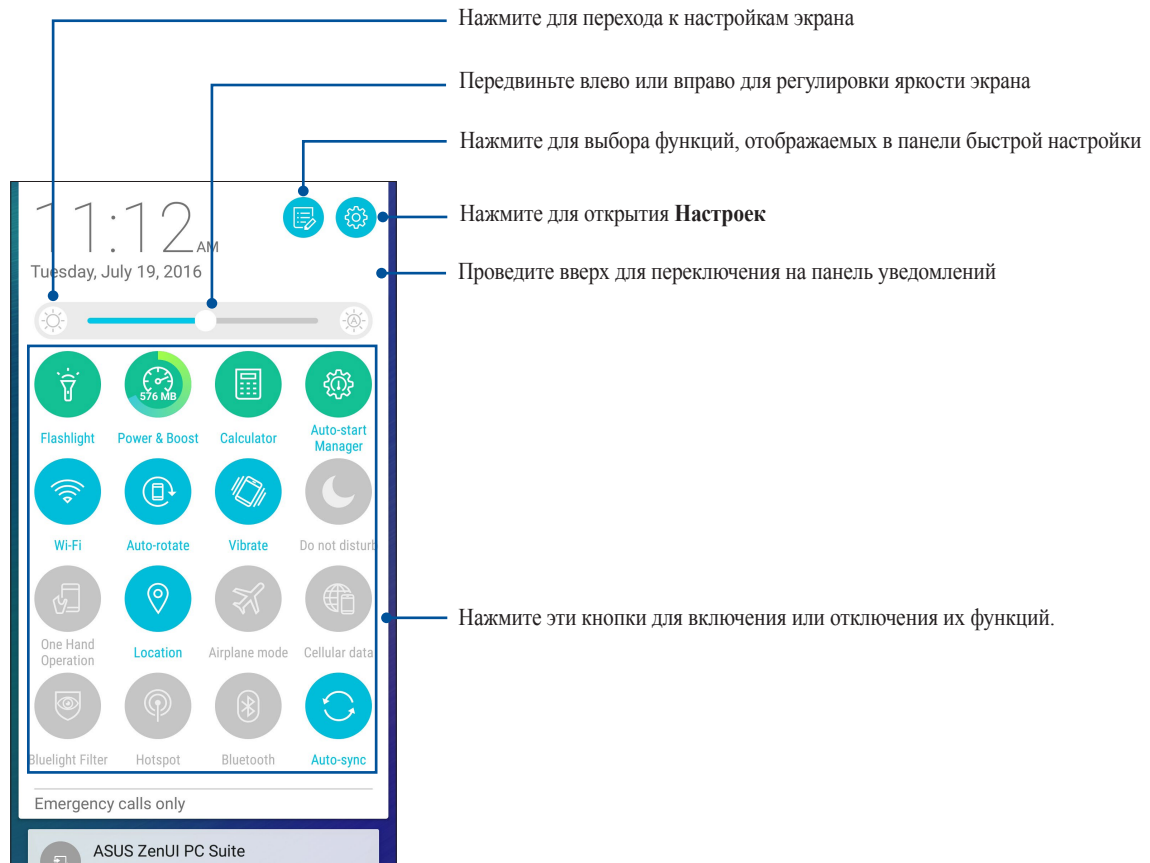 Нажмите для перехода к настройкам экрана
Передвиньте влево или вправо для регулировки яркости экрана
Нажмите для выбора функций, отображаемых в панели быстрой настройки
Нажмите для открытия Настроек
Проведите вверх для переключения на панель уведомлений
11:12 AM
Tuesday, July 19, 2016
A
576 MB
Flashlight
Power & Boost
Calculator
Auto-start
Manager
Wi-Fi
Auto-rotate
Vibrate
Do not disturb
One Hand
Operation
Location
Airplane mode
Cellular data
Нажмите эти кнопки для включения или отключения их функций.
Bluelight Filter
Hotspot
Bluetooth
Auto-sync
Emergency calls only
ASUS ZenUI PC Suite